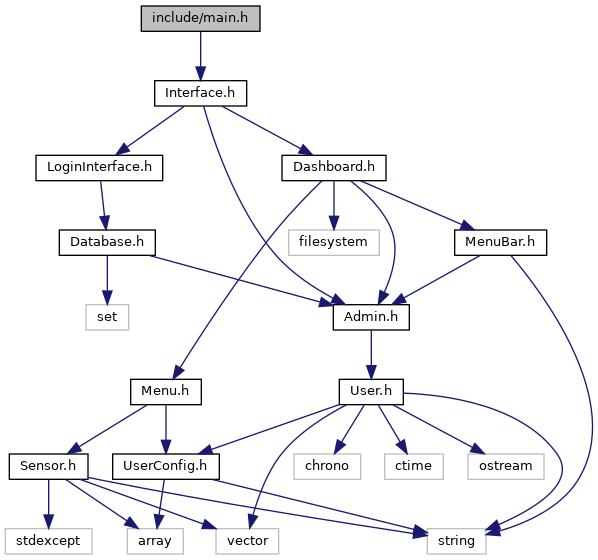 include/main.h
Interface.h
LoginInterface.h
Dashboard.h
Database.h
filesystem
MenuBar.h
set
Admin.h
Menu.h
User.h
Sensor.h
UserConfig.h
chrono
ctime
ostream
stdexcept
array
vector
string